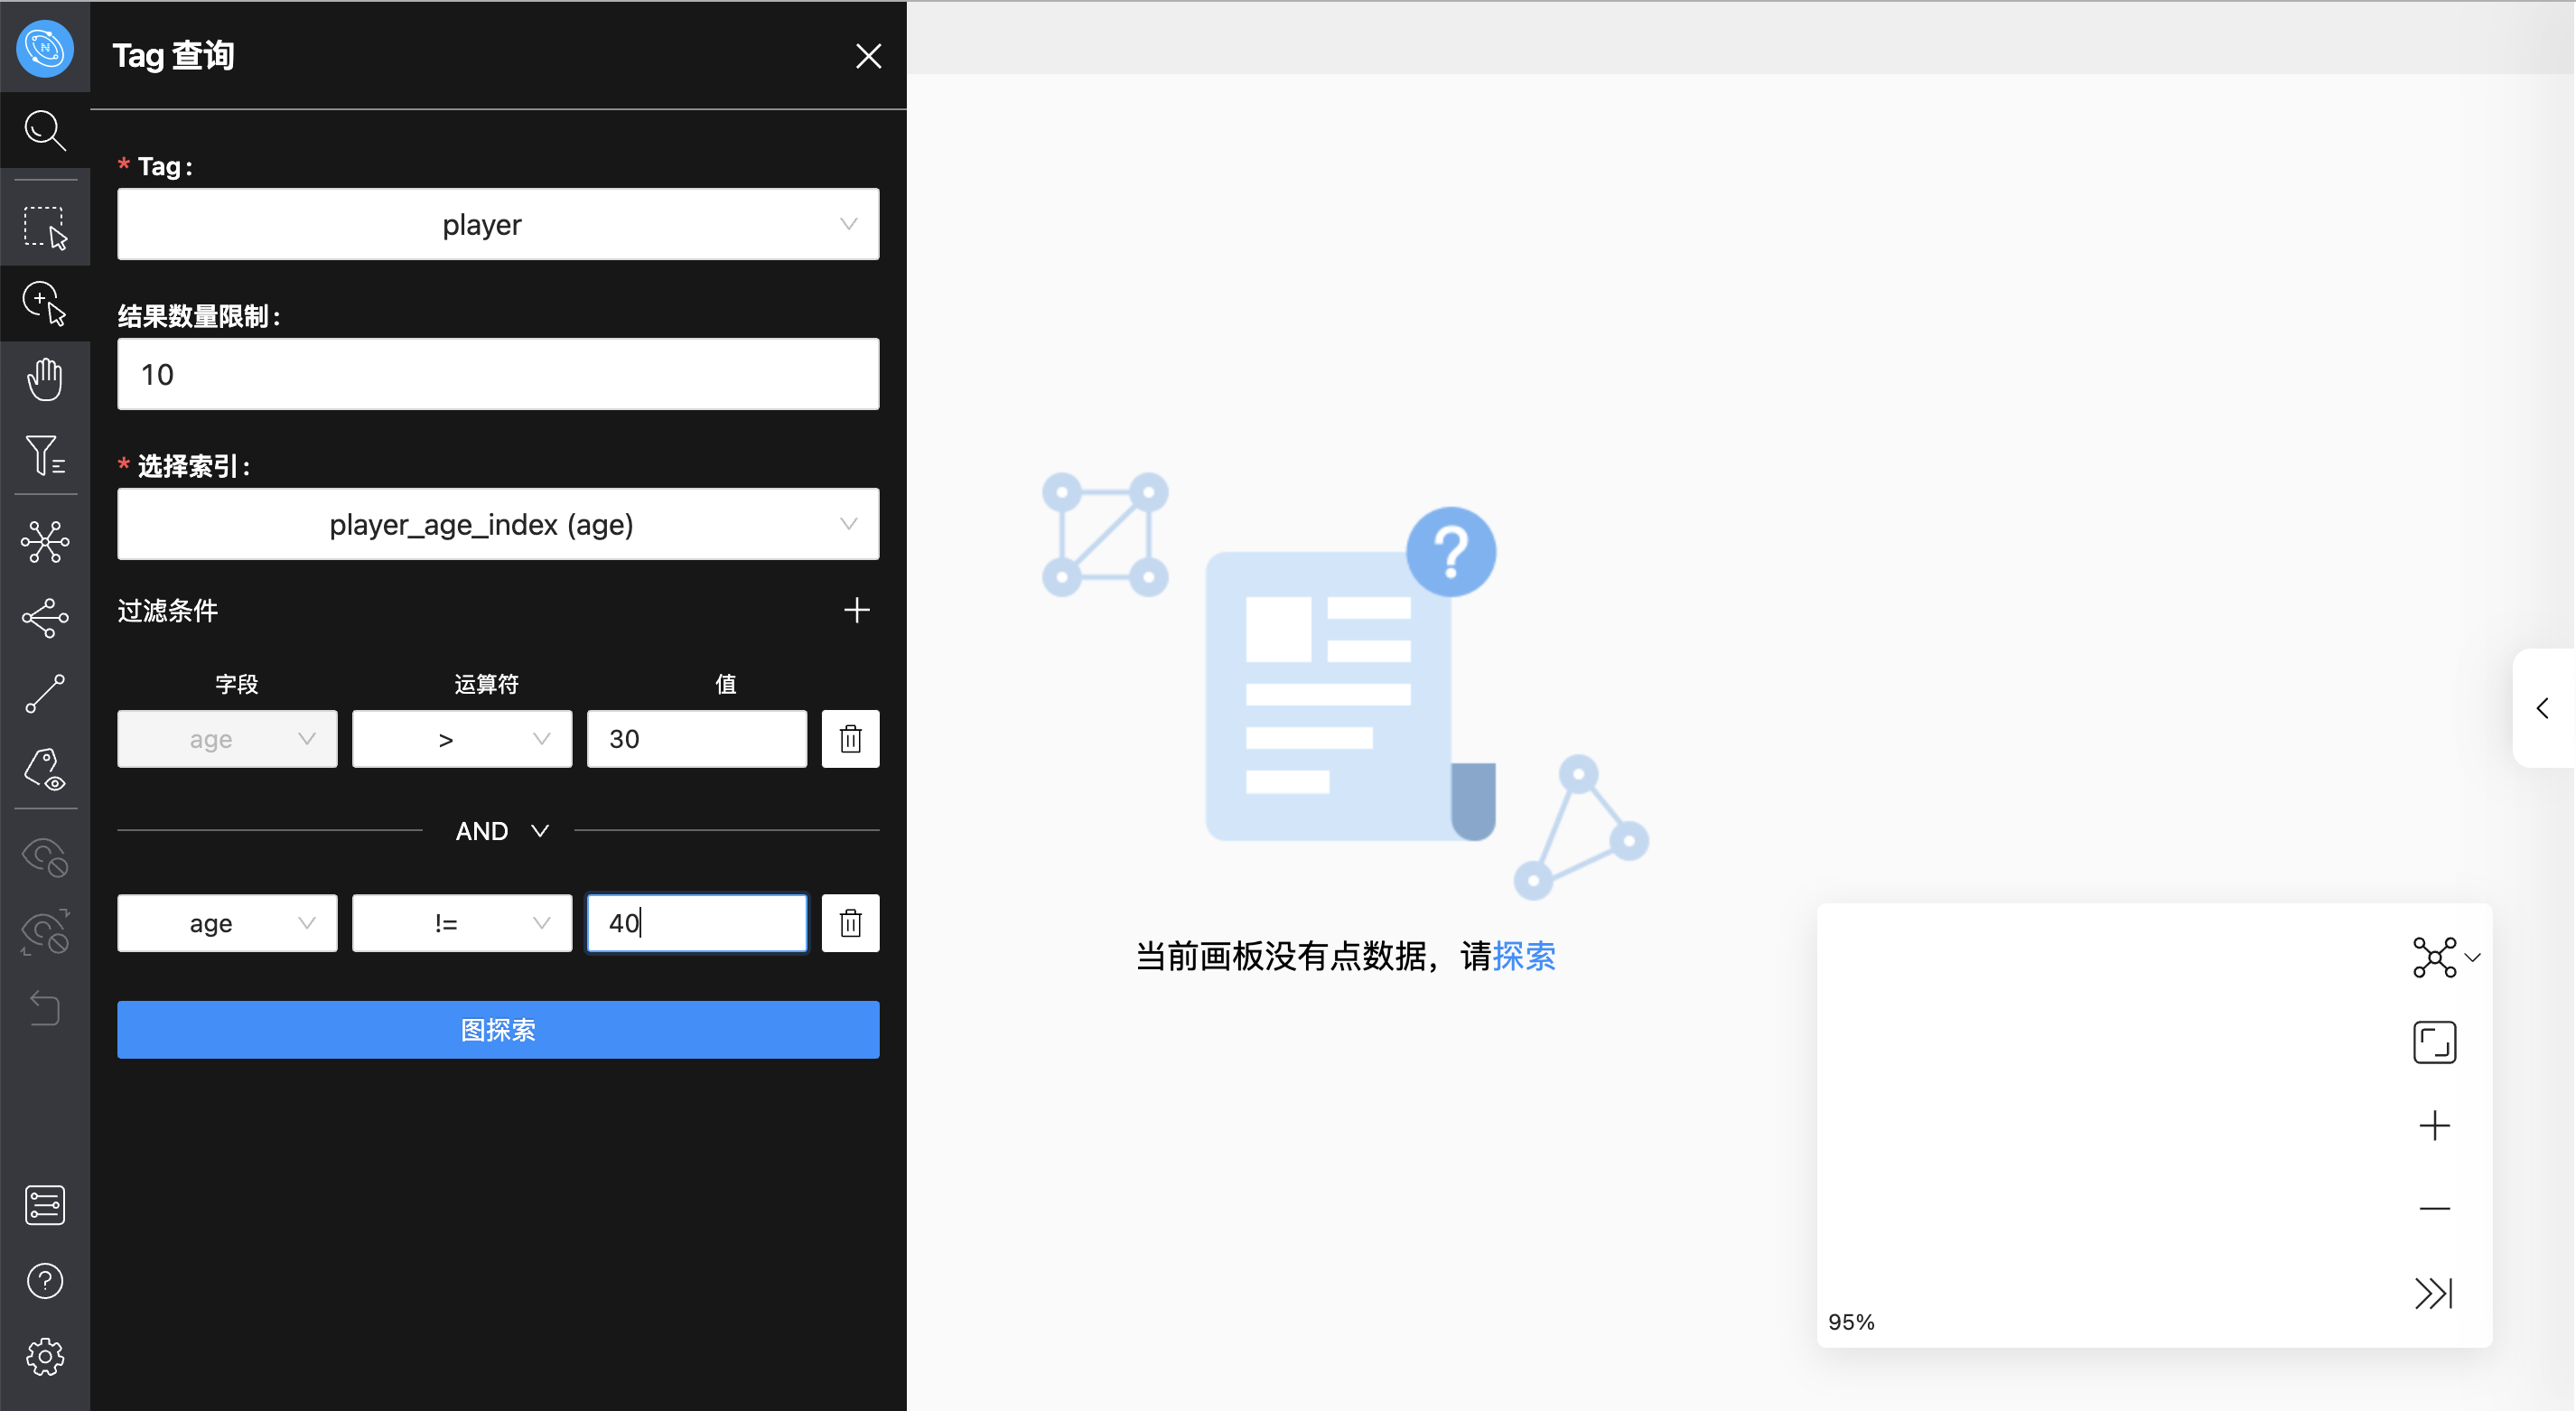 Tag 查询
* Tag:
player
结果数量限制:
10
* 选择索引:
player_age_index (age)
过滤条件
字段 运算符 值
age > 30
AND
age != 40
图探索
当前画板没有点数据，请探索
95%